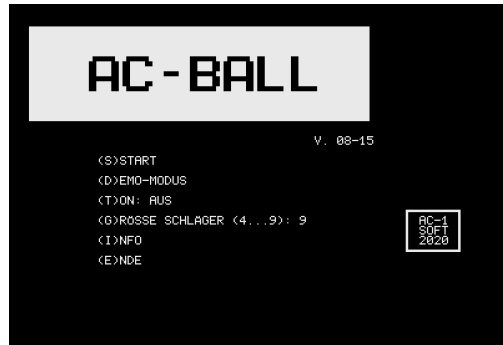 AC-BALL
V. 08-15
(S)START
(D)EMO-MODUS
(T)ON: AUS
(G)RÖSSE SCHLÄGER (4...9): 9
(I)NFO
(E)NDE
AC-1
SOFT
2020